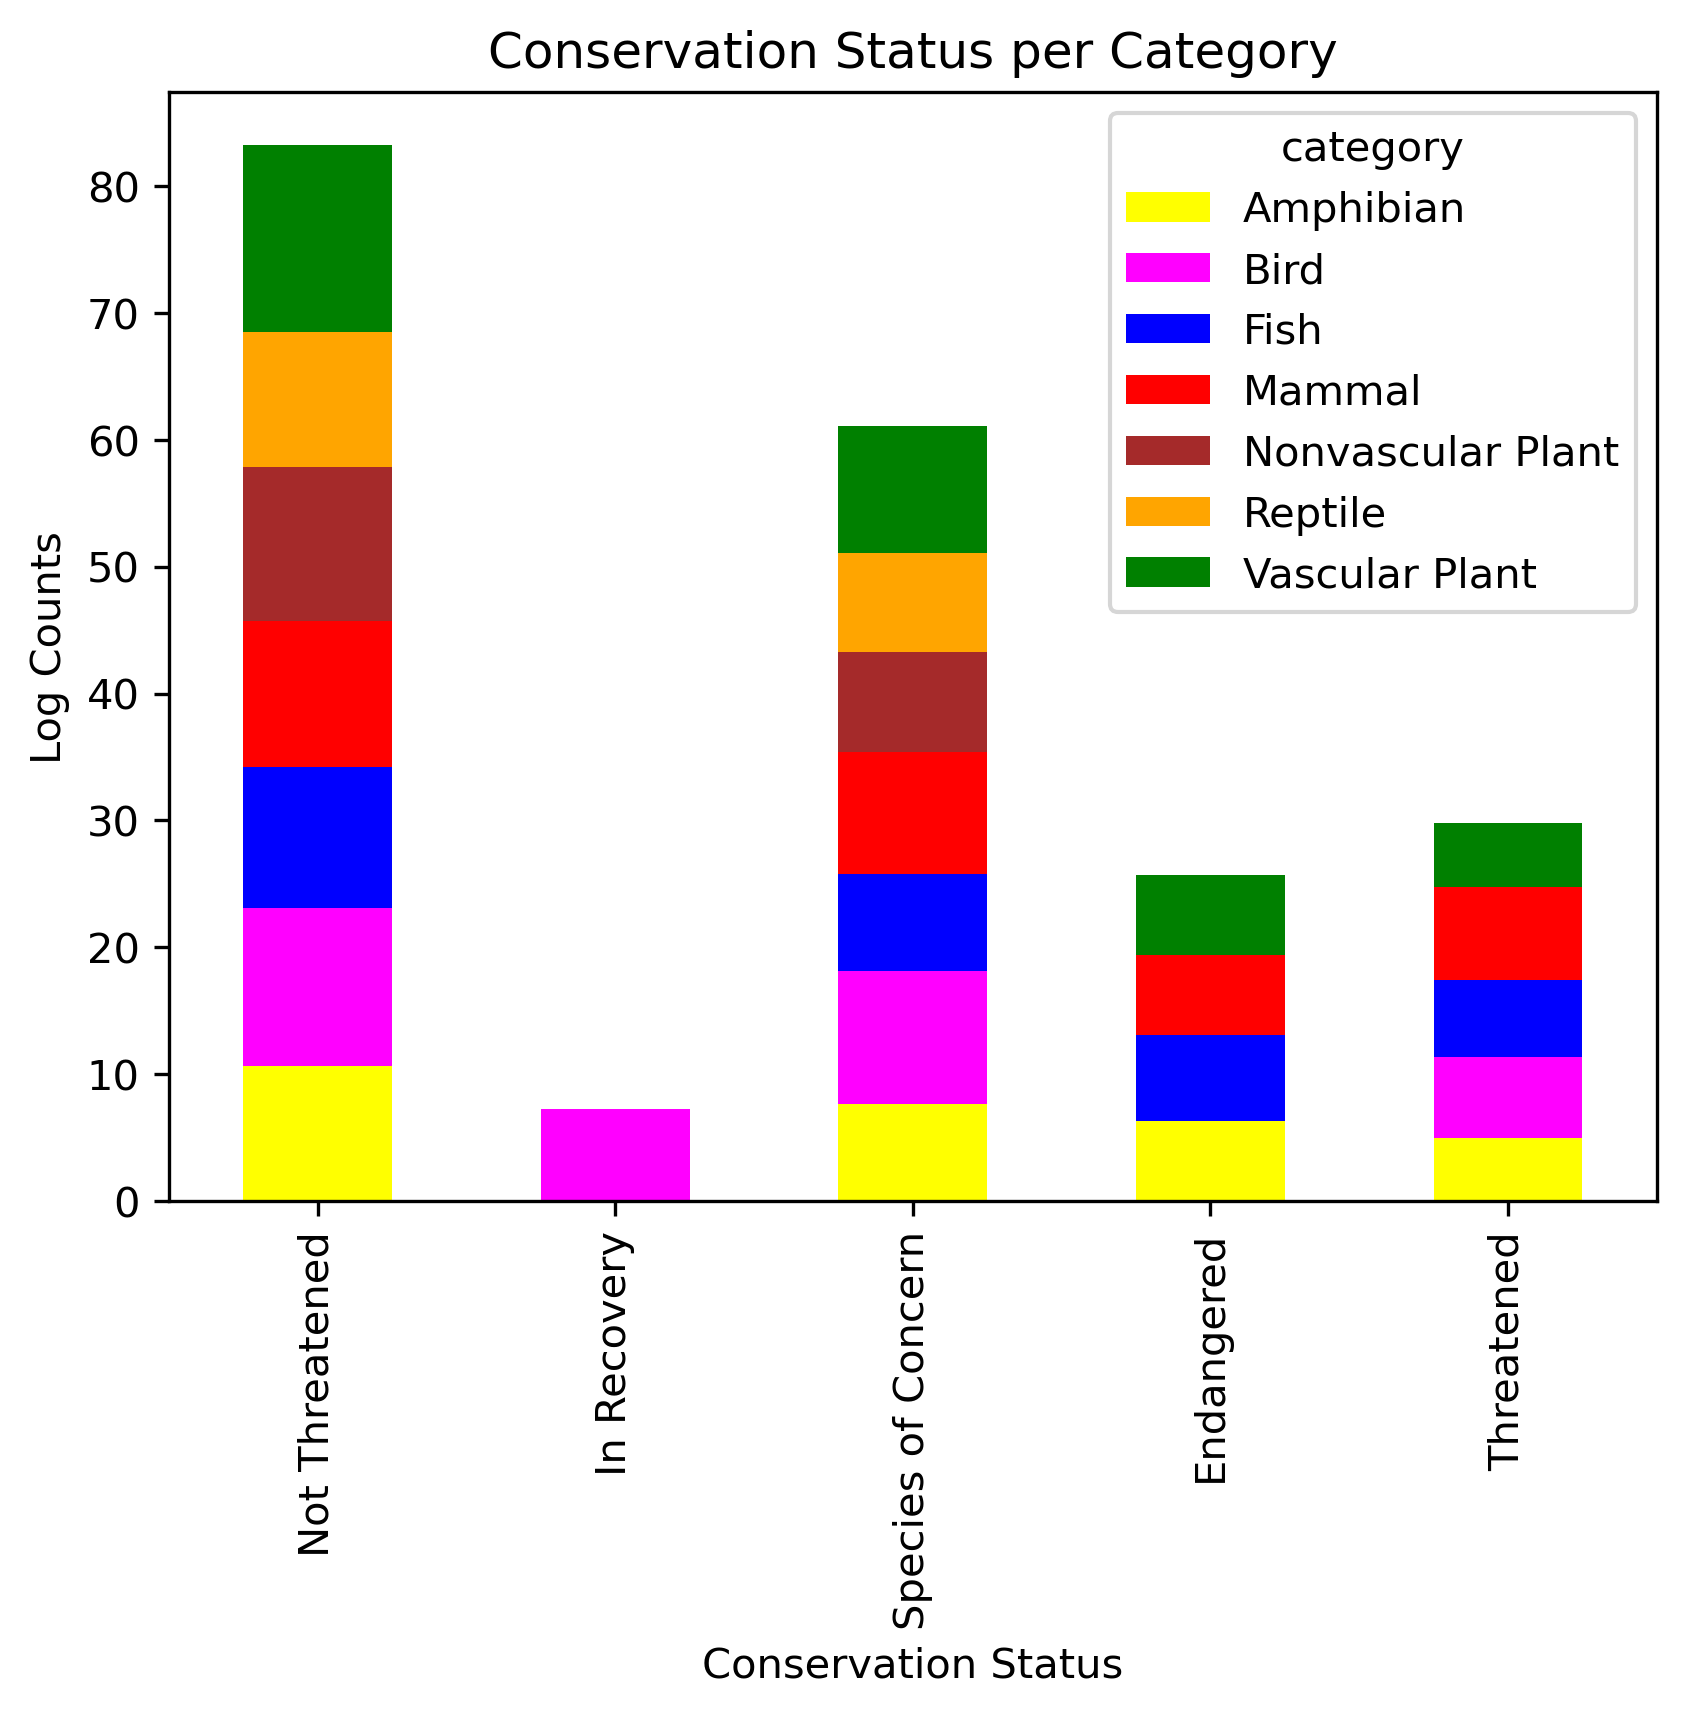 Conservation Status per Category
category
Amphibian
Bird
Fish
Mammal
Nonvascular Plant
Reptile
Vascular Plant
Log Counts
80
70
60
50
40
30
20
10
0
Not Threatened
In Recovery
Species of Concern
Endangered
Threatened
Conservation Status